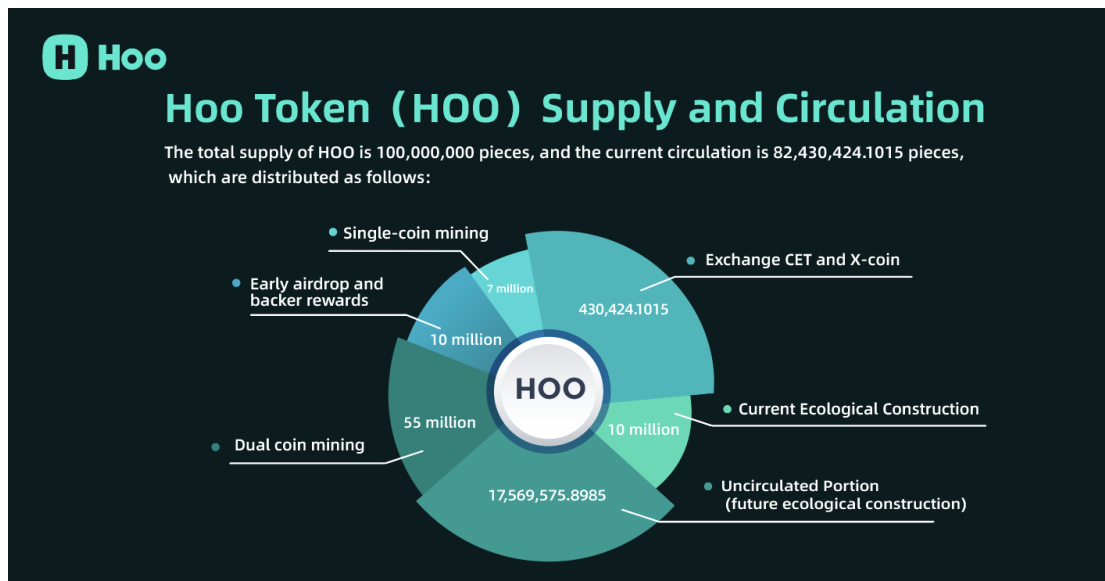 H Hoo
Hoo Token（HOO）Supply and Circulation
The total supply of HOO is 100,000,000 pieces, and the current circulation is 82,430,424.1015 pieces,
which are distributed as follows:
Single-coin mining
7 million
Exchange CET and X-coin
430,424.1015
Early airdrop and
backer rewards
10 million
HOO
Current Ecological Construction
10 million
55 million
Dual coin mining
Uncirculated Portion
(future ecological construction)
17,569,575.8985